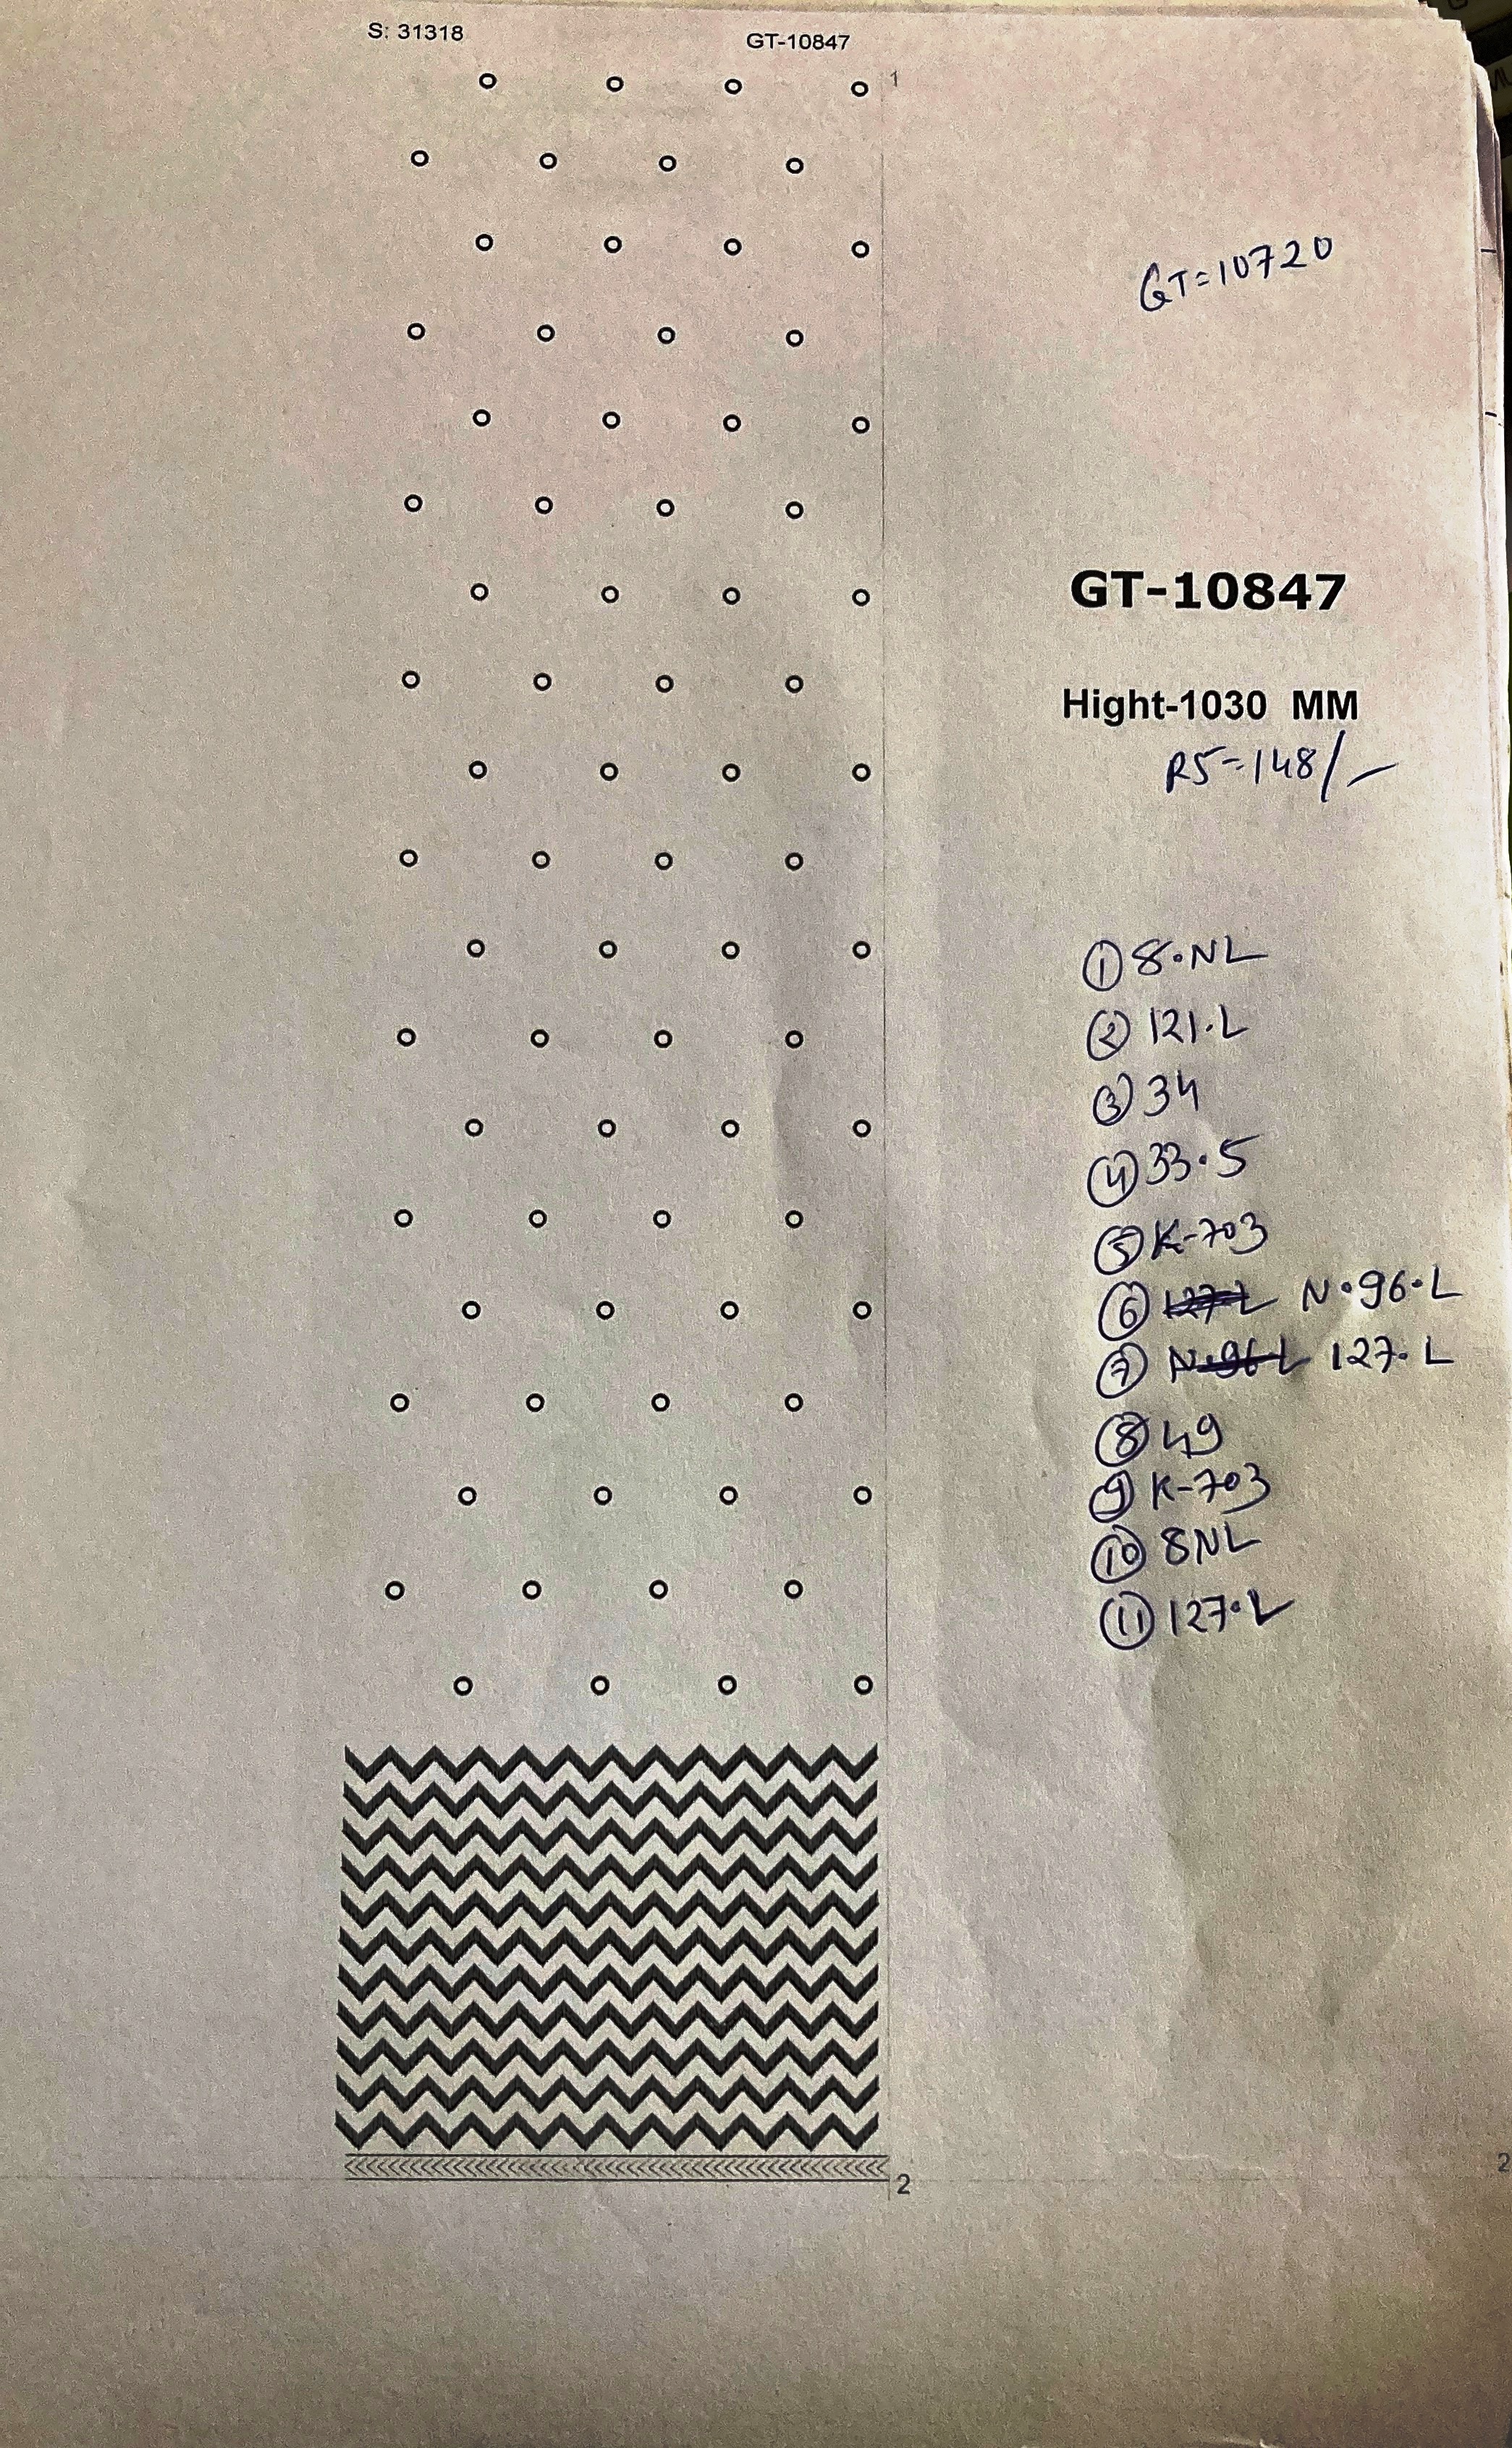 S: 31318 GT-10847
1
GT=10720
GT-10847
Hight-1030 MM
RS=148/-
① 8.NL
② 121.L
③ 34
④ 33.5
⑤ K-703
⑥ 127 L N.96.L
⑦ N.96 L 127.L
⑧ 49
⑨ K-703
⑩ 8NL
⑪ 127.L
2
2